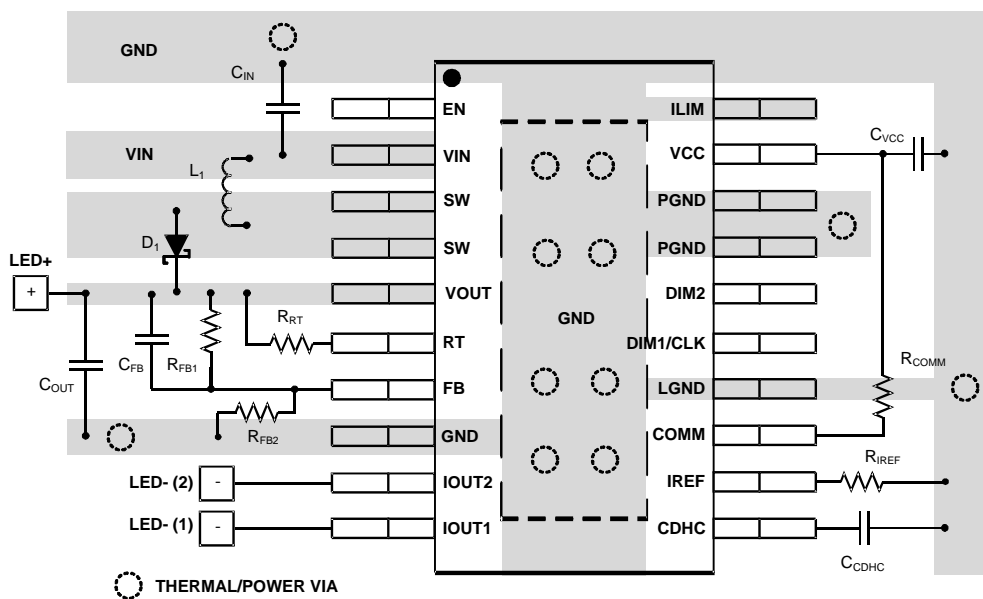 GND
CIN
EN
ILIM
VIN
L1
VIN
VCC
CVCC
SW
PGND
D1
SW
PGND
LED+
+
VOUT
DIM2
GND
RRT
RT
DIM1/CLK
COUT
CFB
RFB1
RCOMM
FB
LGND
RFB2
GND
COMM
LED- (2)
-
IOUT2
IREF
RIREF
LED- (1)
-
IOUT1
CDHC
CCDHC
THERMAL/POWER VIA